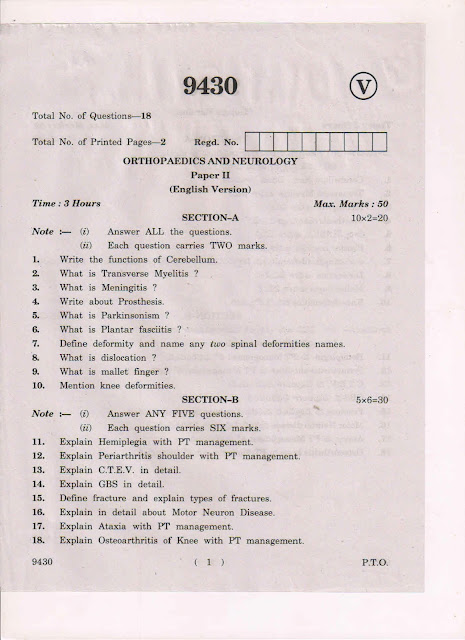 9430
V
Total No. of Questions—18
Total No. of Printed Pages—2 Regd. No.
ORTHOPAEDICS AND NEUROLOGY
Paper II
(English Version)
Time : 3 Hours Max. Marks : 50
SECTION–A 10×2=20
Note :— (i) Answer ALL the questions.
(ii) Each question carries TWO marks.
1. Write the functions of Cerebellum.
2. What is Transverse Myelitis ?
3. What is Meningitis ?
4. Write about Prosthesis.
5. What is Parkinsonism ?
6. What is Plantar fasciitis ?
7. Define deformity and name any two spinal deformities names.
8. What is dislocation ?
9. What is mallet finger ?
10. Mention knee deformities.
SECTION–B 5×6=30
Note :— (i) Answer ANY FIVE questions.
(ii) Each question carries SIX marks.
11. Explain Hemiplegia with PT management.
12. Explain Periarthritis shoulder with PT management.
13. Explain C.T.E.V. in detail.
14. Explain GBS in detail.
15. Define fracture and explain types of fractures.
16. Explain in detail about Motor Neuron Disease.
17. Explain Ataxia with PT management.
18. Explain Osteoarthritis of Knee with PT management.
9430 ( 1 ) P.T.O.